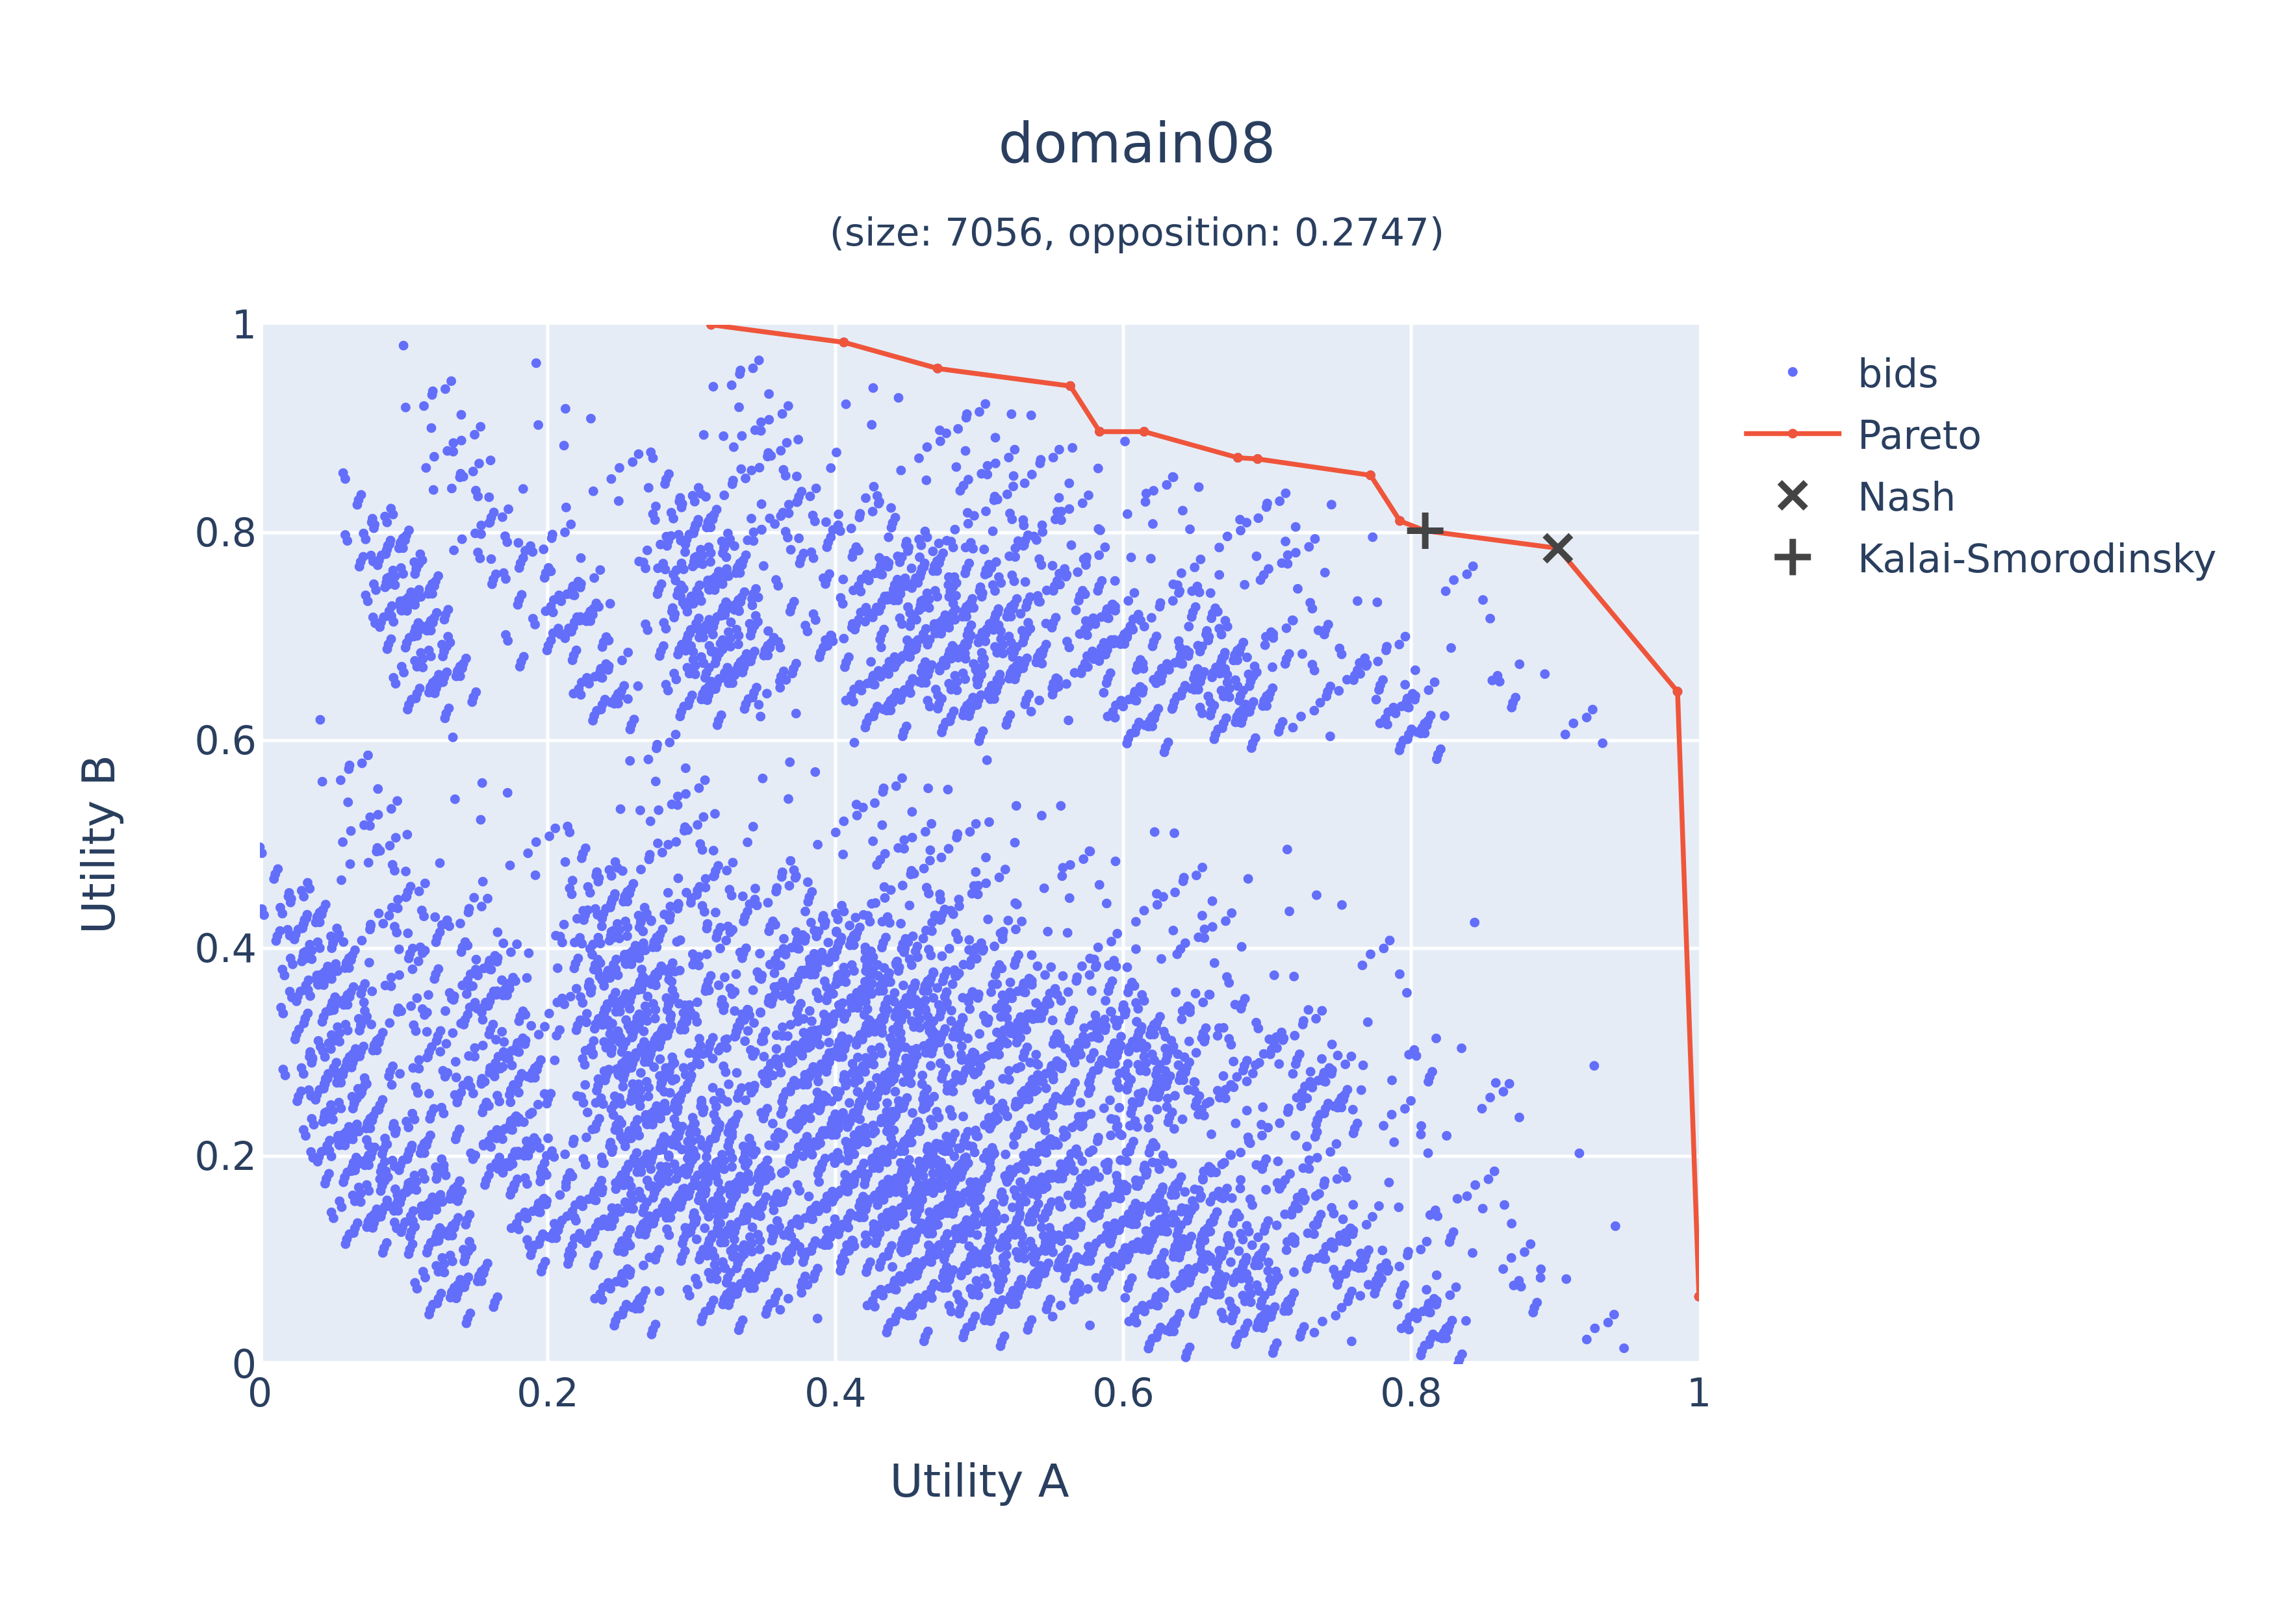 domain08
(size: 7056, opposition: 0.2747)
bids
Pareto
Nash
Kalai-Smorodinsky
Utility B
1
0.8
0.6
0.4
0.2
0
0 0.2 0.4 0.6 0.8 1
Utility A